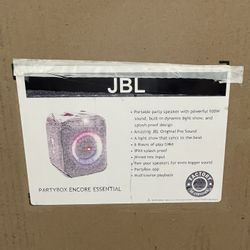 JBL
• Portable party speaker with powerful 100W
sound, built-in dynamic light show, and
splash proof design
• Amazing JBL Original Pro Sound
• A light show that caters to the beat
• 6 Hours of play time
• IPX4 splash proof
• mic input
• Pair your speakers for even bigger sound
• PartyBox app
• multisource playback
PARTYBOX ENCORE ESSENTIAL
FACTORY